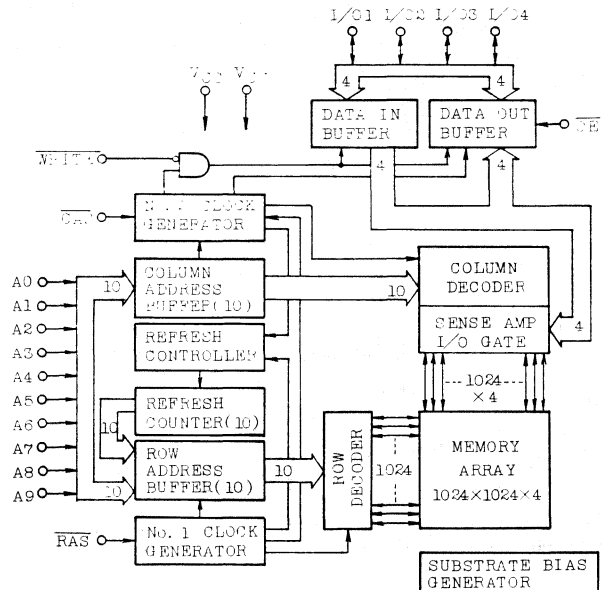 I/O1 I/O2 I/O3 I/O4
4
DATA IN
BUFFER
DATA OUT
BUFFER
WRITE
4
4
CAS
CLOCK
GENERATOR
A0
A1
A2
A3
A4
A5
A6
A7
A8
A9
10
COLUMN
ADDRESS
BUFFER(10)
10
COLUMN
DECODER
SENSE AMP
I/O GATE
4
REFRESH
CONTROLLER
REFRESH
COUNTER(10)
10
ROW
ADDRESS
BUFFER(10)
10
10
ROW
DECODER
1024
1024
×4
MEMORY
ARRAY
1024×1024×4
RAS
No.1 CLOCK
GENERATOR
SUBSTRATE BIAS
GENERATOR